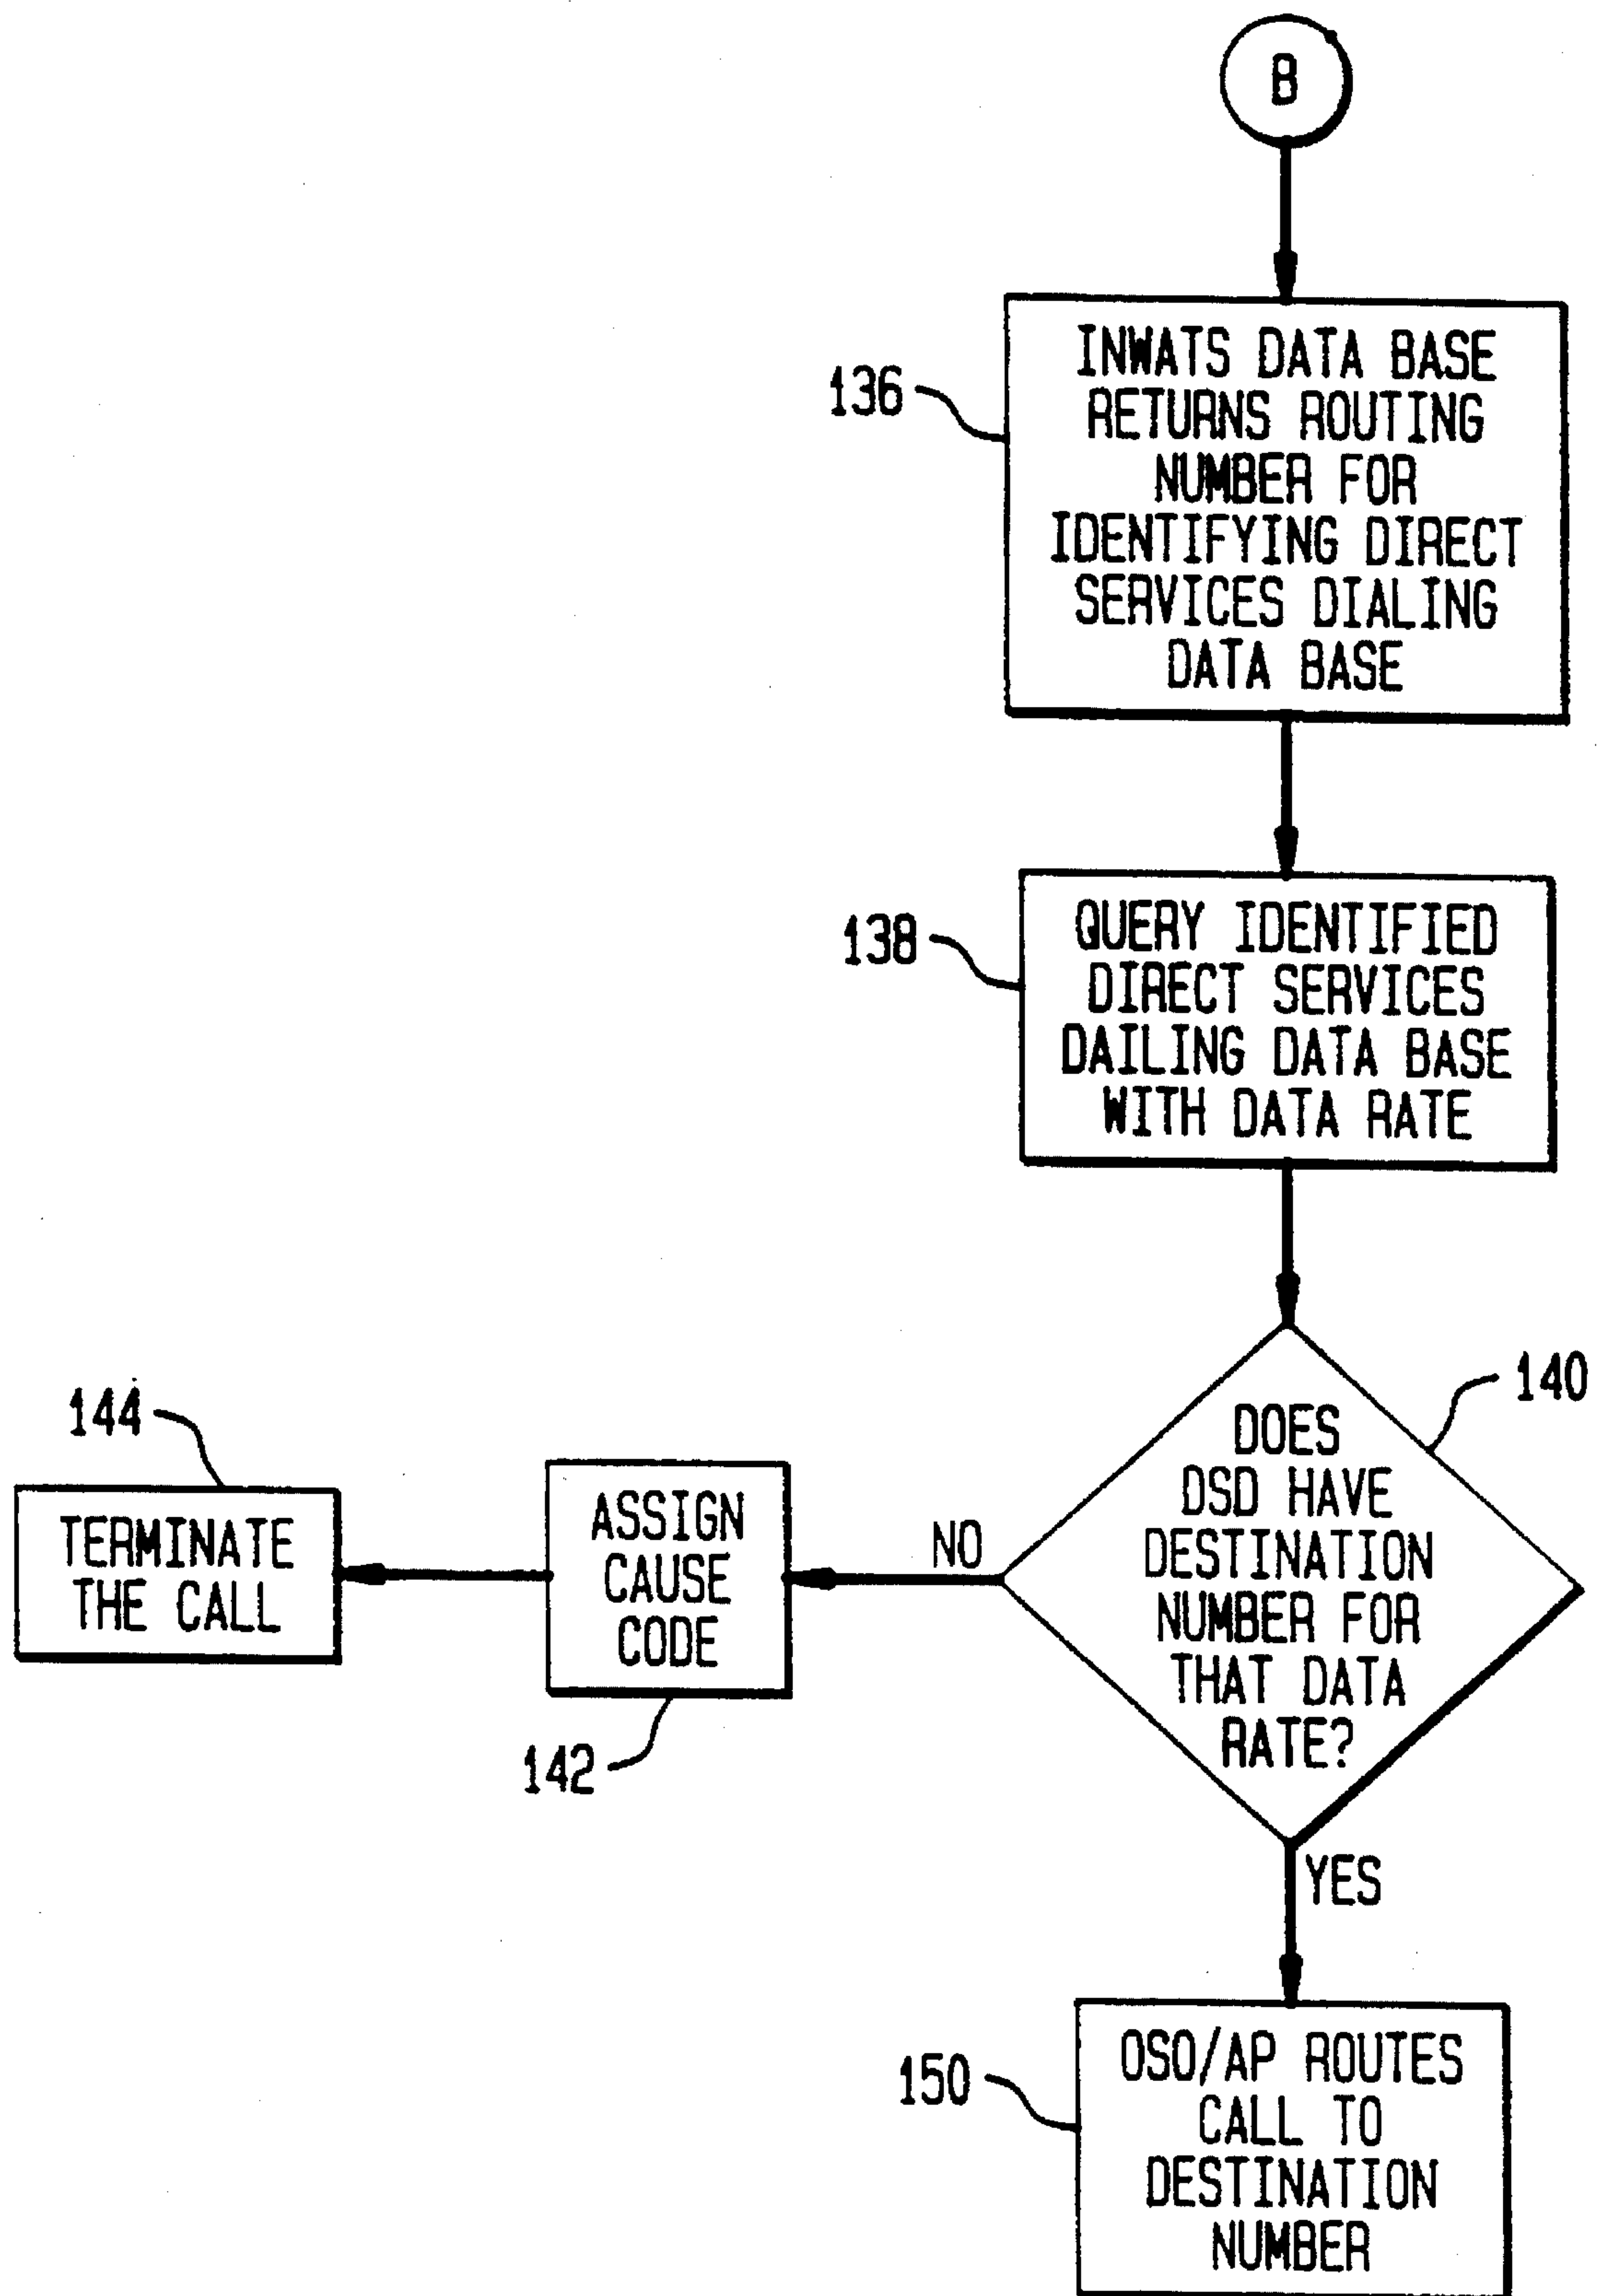 B
136
INWATS DATA BASE
RETURNS ROUTING
NUMBER FOR
IDENTIFYING DIRECT
SERVICES DIALING
DATA BASE
138
QUERY IDENTIFIED
DIRECT SERVICES
DAILING DATA BASE
WITH DATA RATE
140
DOES
DSD HAVE
DESTINATION
NUMBER FOR
THAT DATA
RATE?
NO
ASSIGN
CAUSE
CODE
142
144
TERMINATE
THE CALL
YES
150
OSO/AP ROUTES
CALL TO
DESTINATION
NUMBER